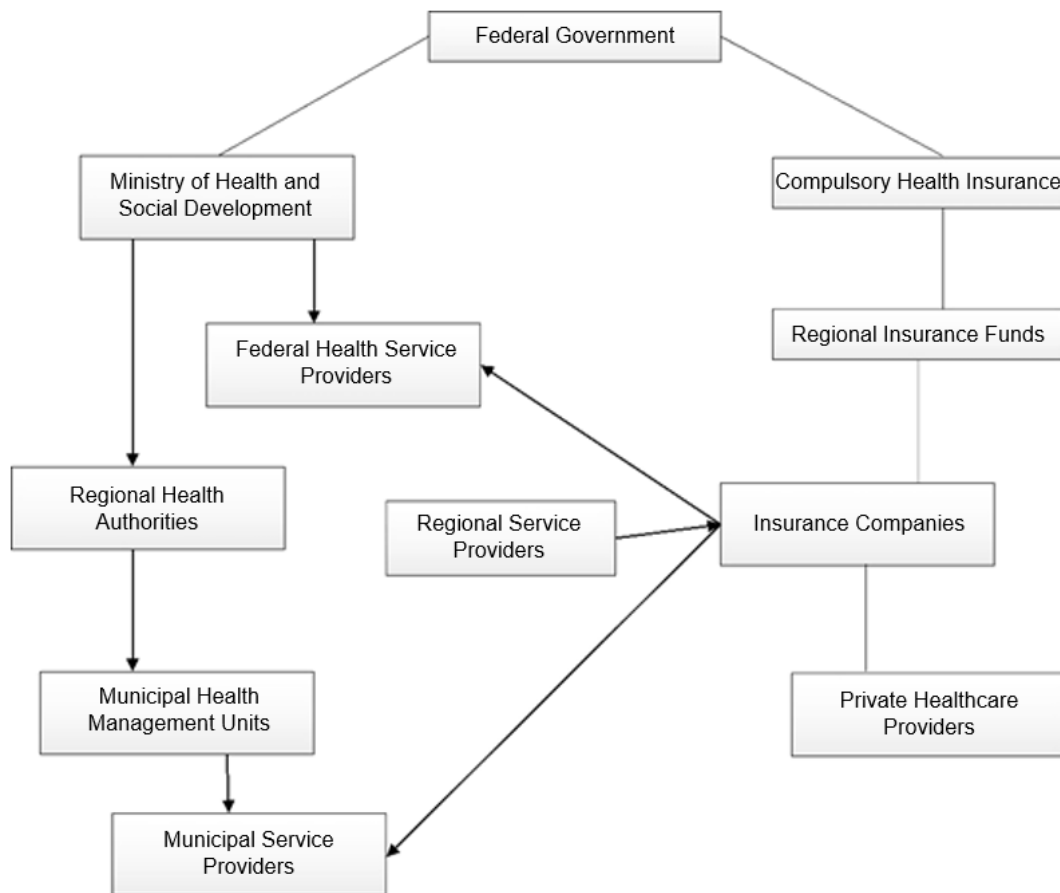 Federal Government
Ministry of Health and
Social Development
Compulsory Health Insurance
Federal Health Service
Providers
Regional Insurance Funds
Regional Health
Authorities
Regional Service
Providers
Insurance Companies
Municipal Health
Management Units
Private Healthcare
Providers
Municipal Service
Providers